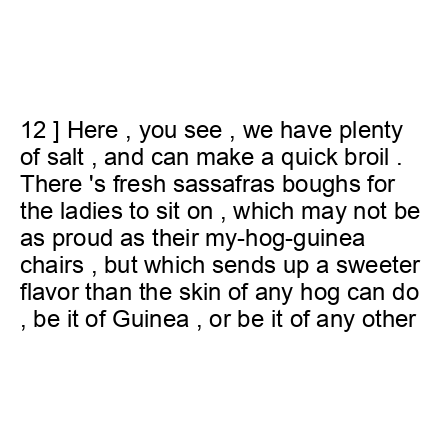 12 ] Here , you see , we have plenty
of salt , and can make a quick broil .
There 's fresh sassafras boughs for
the ladies to sit on , which may not be
as proud as their my-hog-guinea
chairs , but which sends up a sweeter
flavor than the skin of any hog can do
, be it of Guinea , or be it of any other